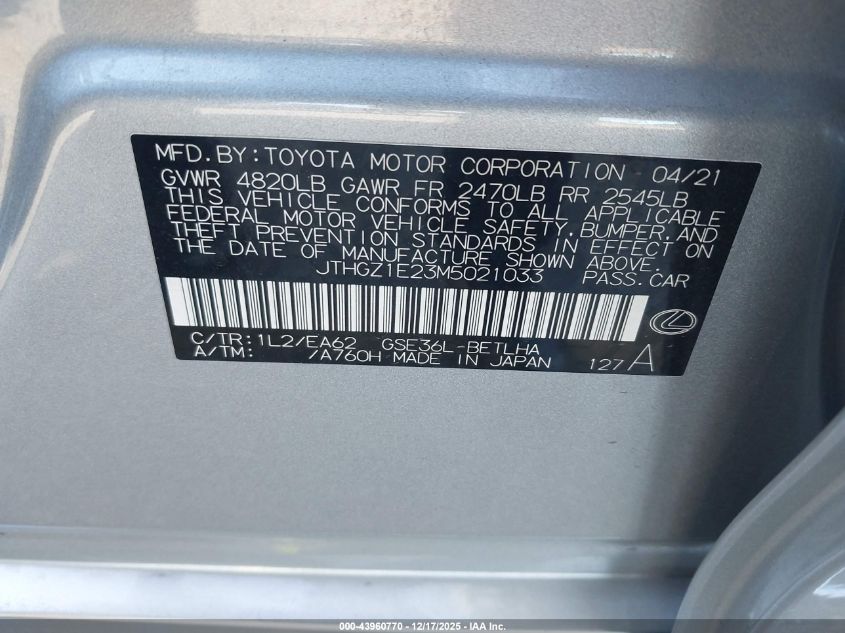 MFD. BY: TOYOTA MOTOR CORPORATION 04/21
GVWR 4820LB GAWR FR 2470LB RR 2545LB
THIS VEHICLE CONFORMS TO ALL APPLICABLE
FEDERAL MOTOR VEHICLE SAFETY, BUMPER, AND
THEFT PREVENTION STANDARDS IN EFFECT ON
THE DATE OF MANUFACTURE SHOWN ABOVE.
JTHGZ1E23M5021033 PASS. CAR
C/TR: 1L2/EA62 GSE36L-BETLHA
A/TM: /A760H MADE IN JAPAN 127 A
000-43960770 - 12/17/2025 - IAA Inc.